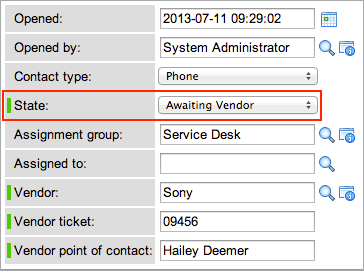 Opened: 2013-07-11 09:29:02
Opened by: System Administrator
Contact type: Phone
State: Awaiting Vendor
Assignment group: Service Desk
Assigned to:
Vendor: Sony
Vendor ticket: 09456
Vendor point of contact: Hailey Deemer